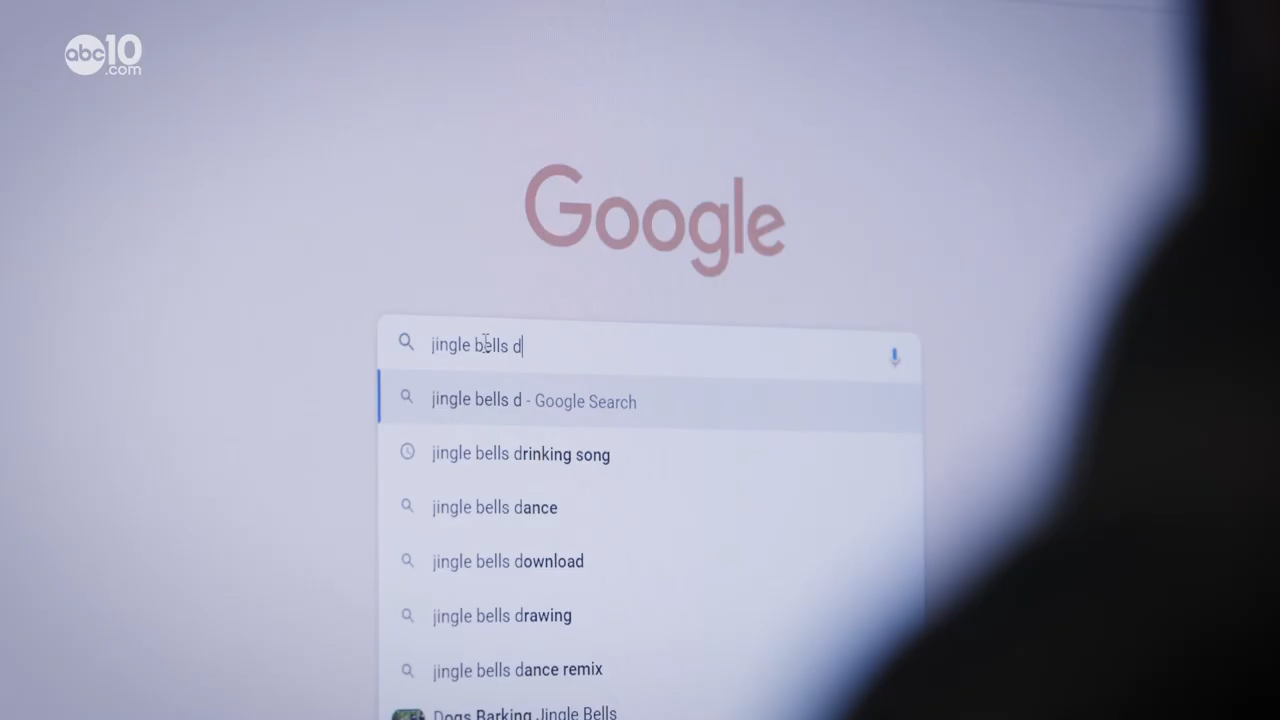 abc10
.com
Google
jingle bells d
jingle bells d - Google Search
jingle bells drinking song
jingle bells dance
jingle bells download
jingle bells drawing
jingle bells dance remix
Dogs Barking Jingle Bells